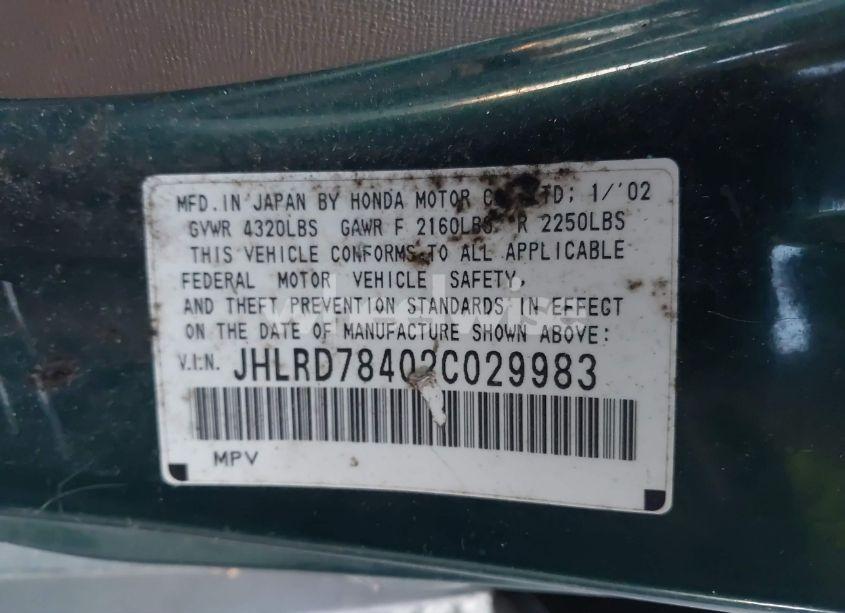 MFD. IN JAPAN BY HONDA MOTOR TD; 1/'02
GVWR 4320LBS GAWR F 2160LBS R 2250LBS
THIS VEHICLE CONFORMS TO ALL APPLICABLE
FEDERAL MOTOR VEHICLE SAFETY,
AND THEFT PREVENTION STANDARDS IN EFFECT
ON THE DATE OF MANUFACTURE SHOWN ABOVE:
V.I.N. JHLRD78402C029983
MPV